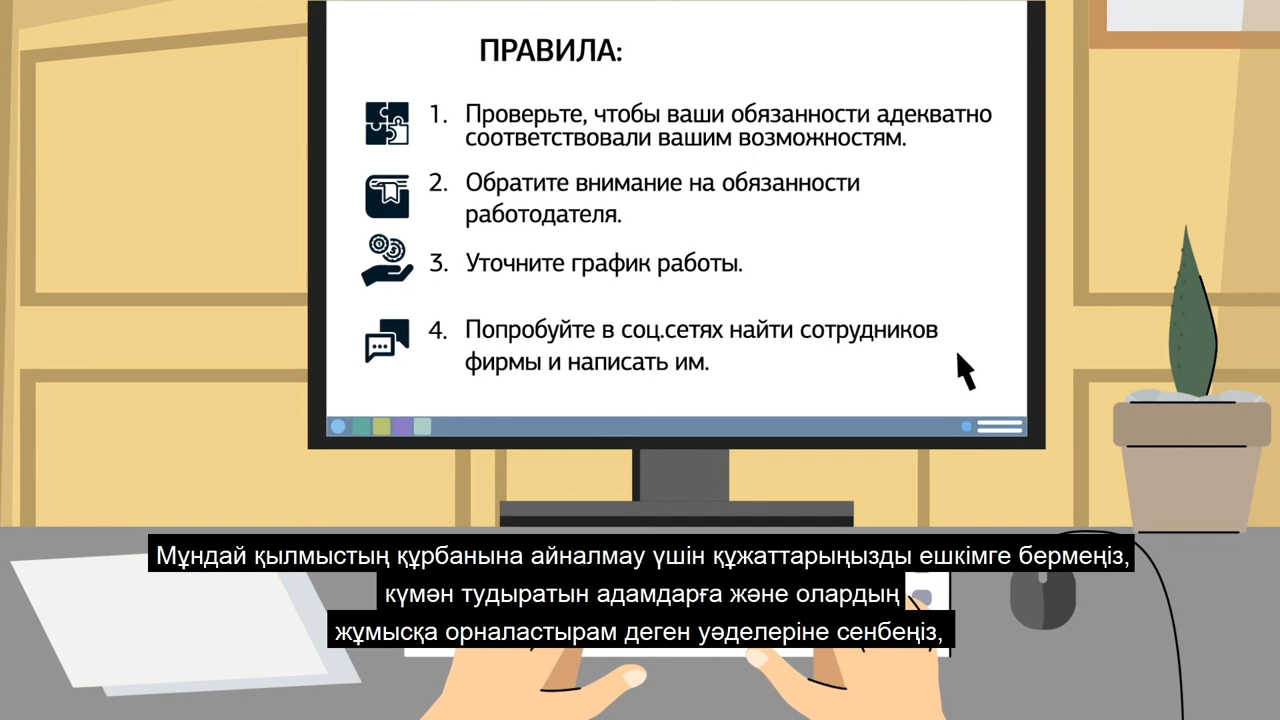 ПРАВИЛА:
1. Проверьте, чтобы ваши обязанности адекватно
соответствовали вашим возможностям.
2. Обратите внимание на обязанности
работодателя.
3. Уточните график работы.
4. Попробуйте в соц.сетях найти сотрудников
фирмы и написать им.
Мұндай қылмыстың құрбанына айналмау үшін құжаттарыңызды ешкімге бермеңіз,
күмән тудыратын адамдарға және олардың
жұмысқа орналастырам деген уәделеріне сенбеңіз,